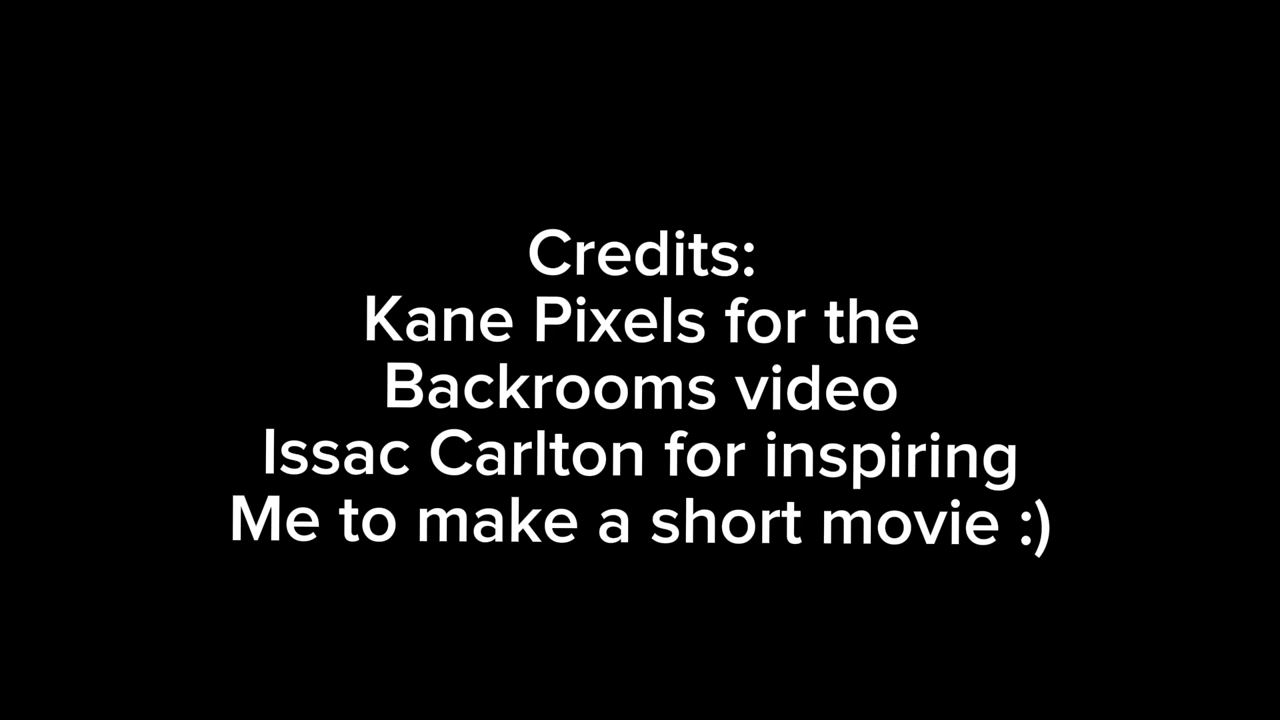 Credits:
Kane Pixels for the
Backrooms video
Issac Carlton for inspiring
Me to make a short movie :)